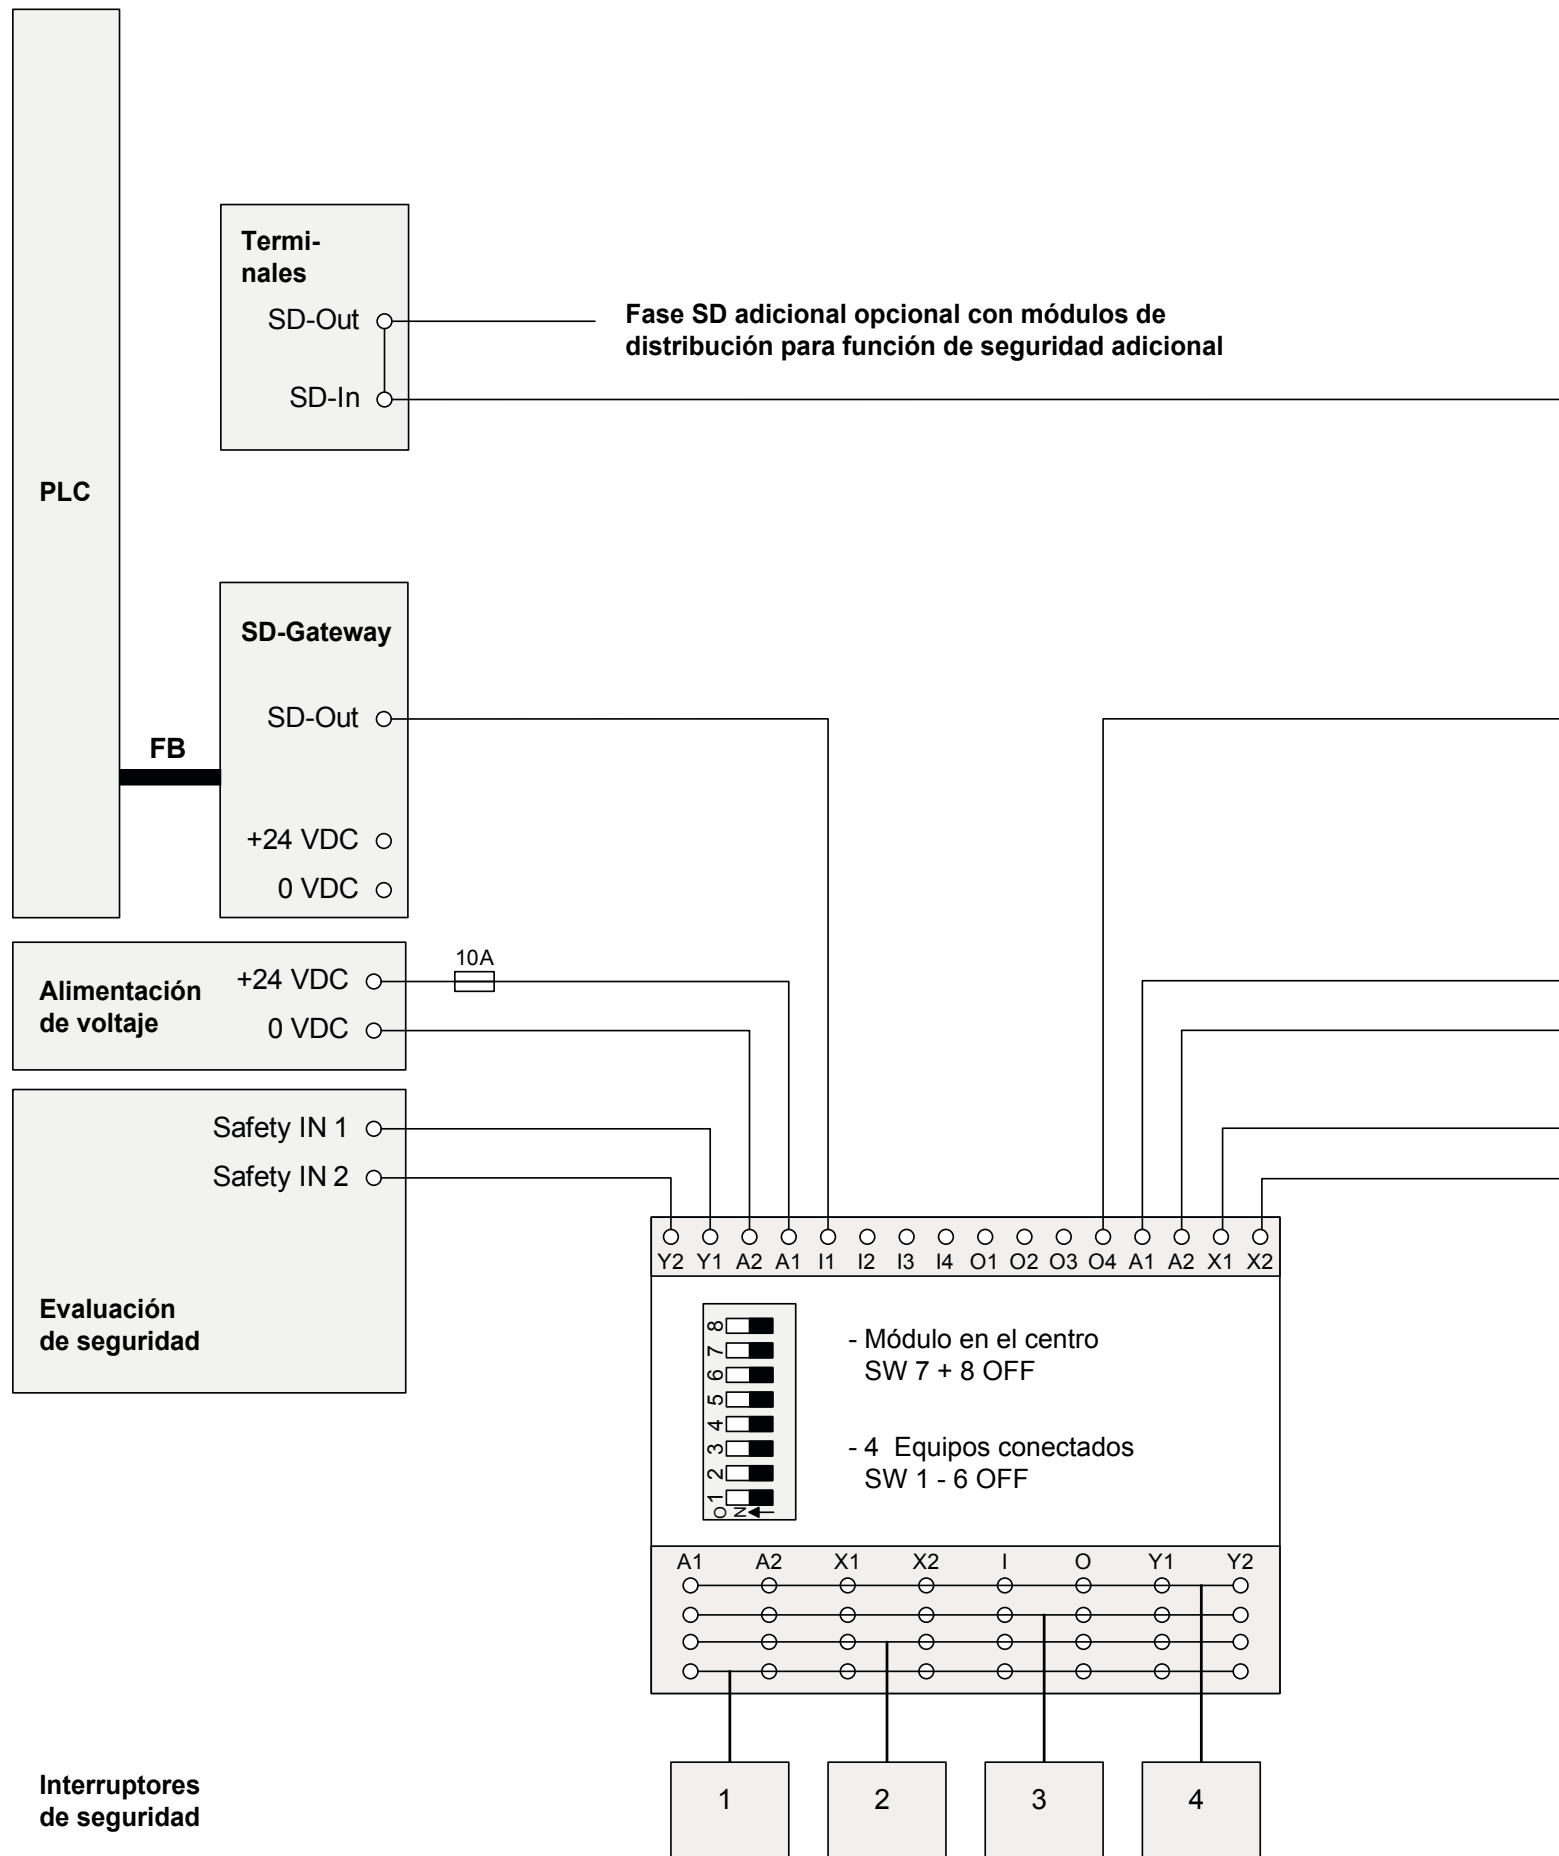 Termi-
nales
SD-Out
SD-In
Fase SD adicional opcional con módulos de
distribución para función de seguridad adicional
PLC
SD-Gateway
SD-Out
FB
+24 VDC
0 VDC
Alimentación
de voltaje
+24 VDC
0 VDC
10A
Safety IN 1
Safety IN 2
Evaluación
de seguridad
Y2 Y1 A2 A1 I1 I2 I3 I4 O1 O2 O3 O4 A1 A2 X1 X2
8
7
6
5
4
3
2
1
ON
- Módulo en el centro
SW 7 + 8 OFF
- 4 Equipos conectados
SW 1 - 6 OFF
A1 A2 X1 X2 I O Y1 Y2
Interruptores
de seguridad
1 2 3 4